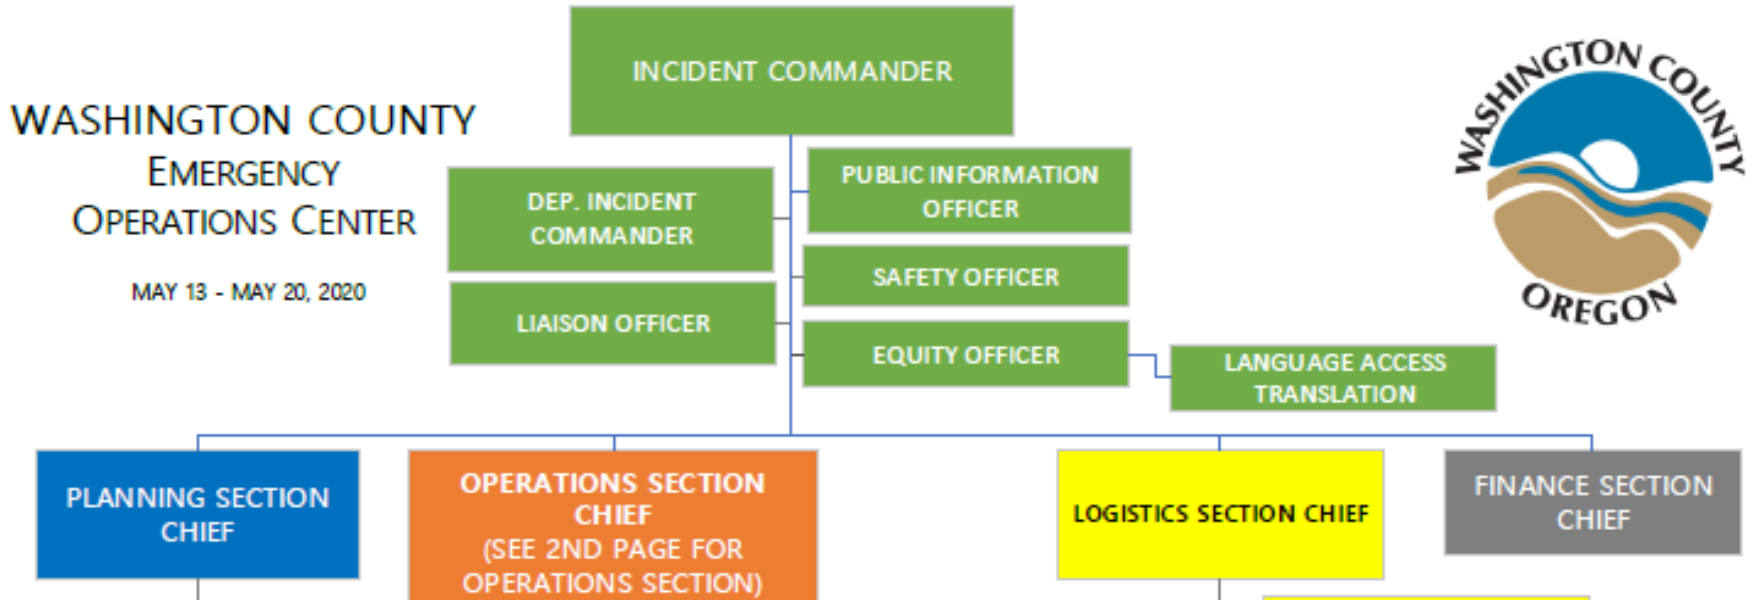 INCIDENT COMMANDER
WASHINGTON COUNTY
EMERGENCY
OPERATIONS CENTER
MAY 13 - MAY 20, 2020
WASHINGTON COUNTY
OREGON
DEP. INCIDENT
COMMANDER
PUBLIC INFORMATION
OFFICER
SAFETY OFFICER
LIAISON OFFICER
EQUITY OFFICER
LANGUAGE ACCESS
TRANSLATION
PLANNING SECTION
CHIEF
OPERATIONS SECTION
CHIEF
(SEE 2ND PAGE FOR
OPERATIONS SECTION)
LOGISTICS SECTION CHIEF
FINANCE SECTION
CHIEF